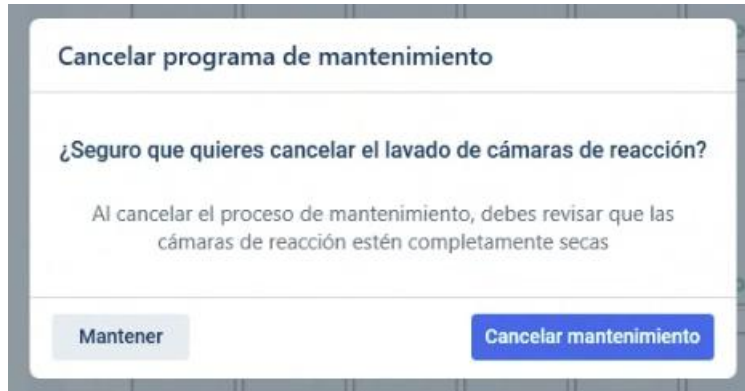 Cancelar programa de mantenimiento
¿Seguro que quieres cancelar el lavado de cámaras de reacción?
Al cancelar el proceso de mantenimiento, debes revisar que las
cámaras de reacción estén completamente secas
Mantener
Cancelar mantenimiento